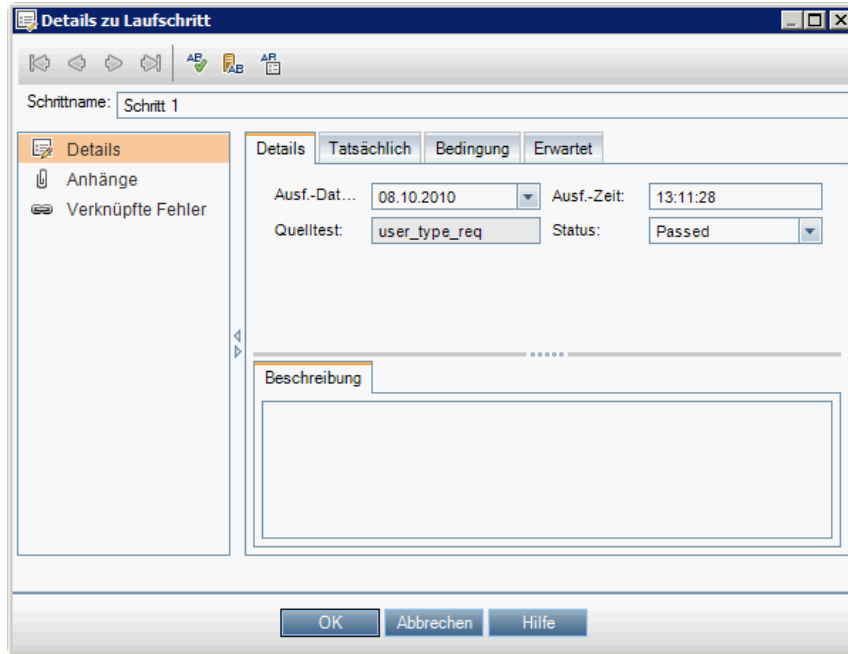 Details zu Laufschritt
Schrittname: Schritt 1
Details
Anhänge
Verknüpfte Fehler
Details Tatsächlich Bedingung Erwartet
Ausf.-Dat... 08.10.2010 Ausf.-Zeit: 13:11:28
Quelltest: user_type_req Status: Passed
Beschreibung
OK Abbrechen Hilfe